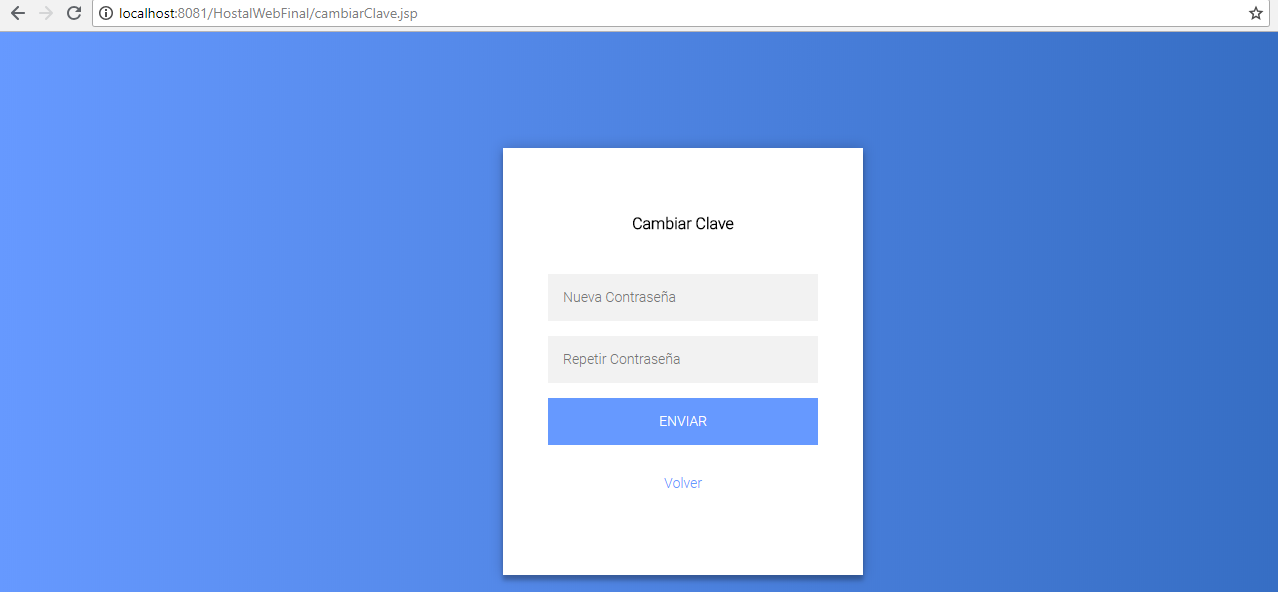 localhost:8081/HostalWebFinal/cambiarClave.jsp
Cambiar Clave
Nueva Contraseña
Repetir Contraseña
ENVIAR
Volver